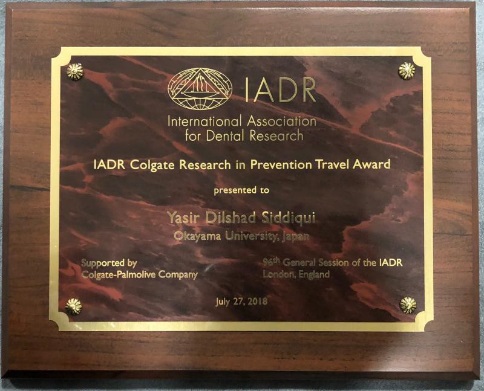 IADR
International Association
for Dental Research
IADR Colgate Research in Prevention Travel Award
presented to
Yasir Dilshad Siddiqui
Okayama University, Japan
Supported by
Colgate-Palmolive Company
96th General Session of the IADR
London, England
July 27, 2018